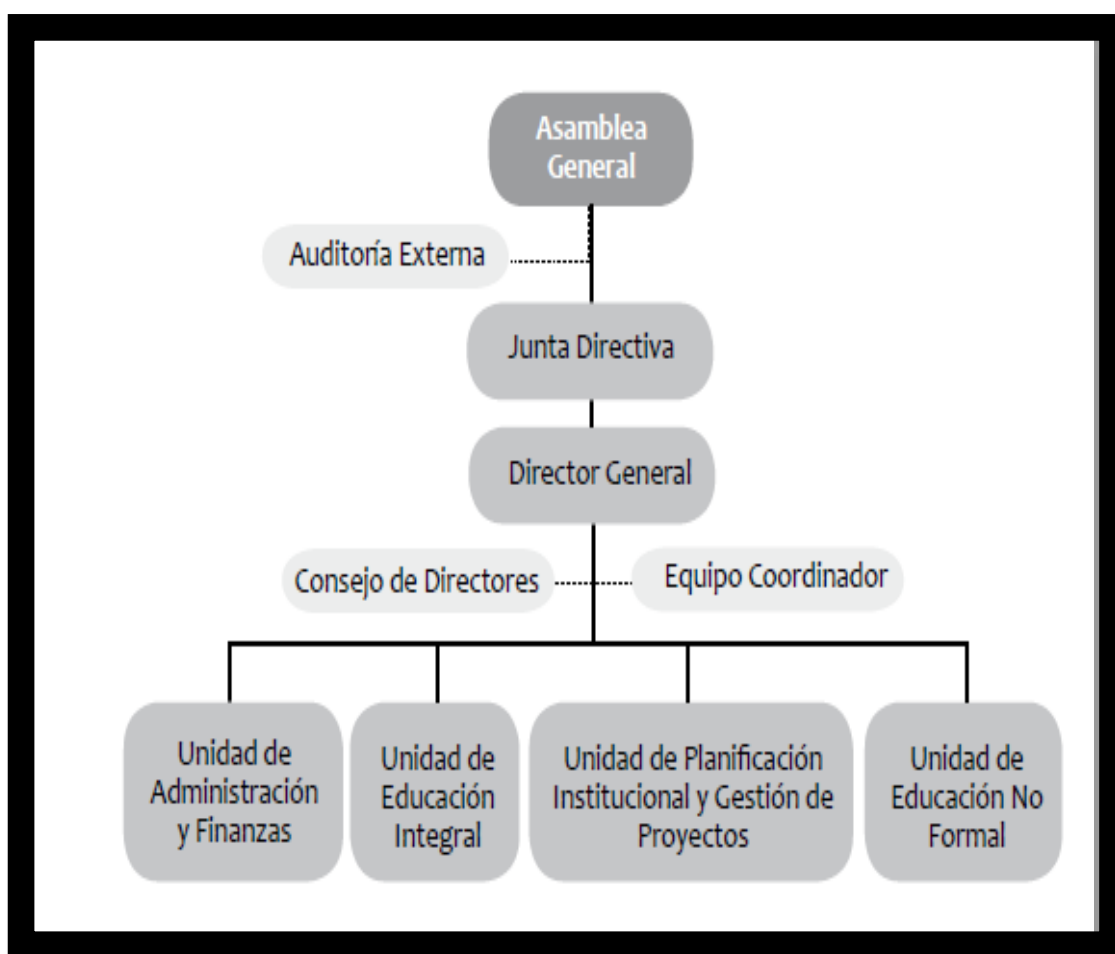 Asamblea
General
Auditoría Externa
Junta Directiva
Director General
Consejo de Directores
Equipo Coordinador
Unidad de
Administración
y Finanzas
Unidad de
Educación
Integral
Unidad de Planificación
Institucional y Gestión de
Proyectos
Unidad de
Educación No
Formal